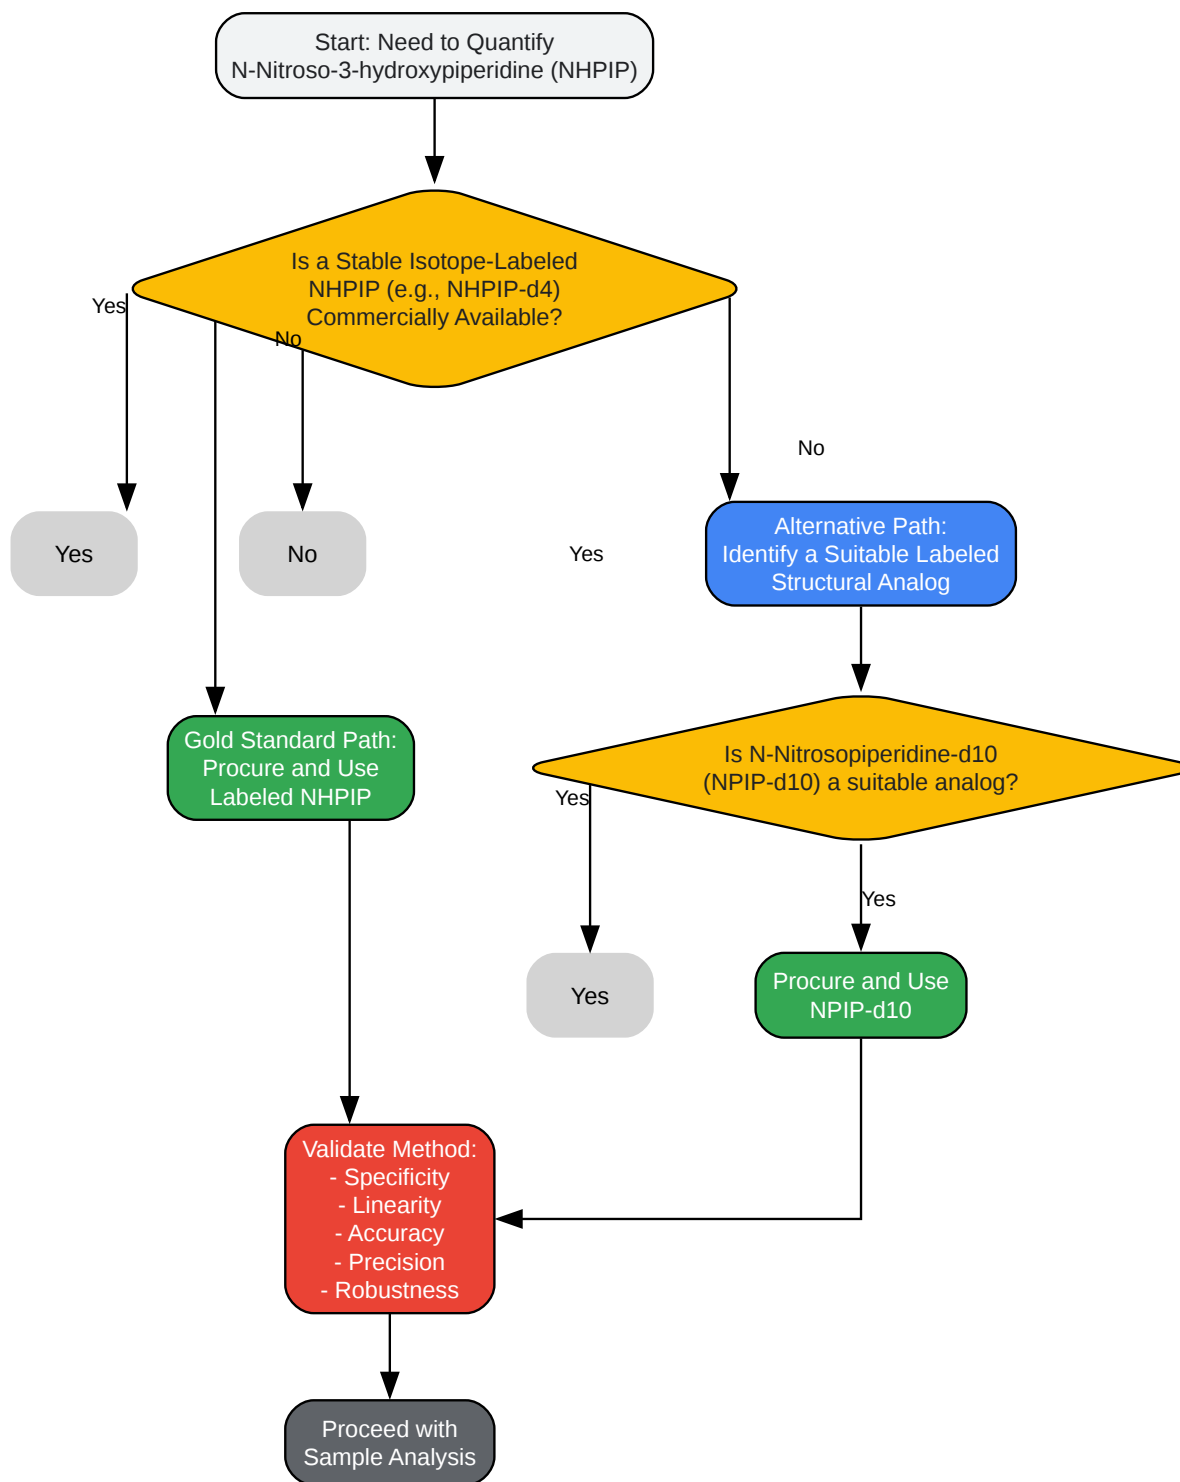 Start: Need to Quantify
N-Nitroso-3-hydroxypiperidine (NHPIP)
Is a Stable Isotope-Labeled
NHPIP (e.g., NHPIP-d4)
Commercially Available?
Yes
No
No
Alternative Path:
Identify a Suitable Labeled
Structural Analog
Yes
No
Yes
Gold Standard Path:
Procure and Use
Labeled NHPIP
Is N-Nitrosopiperidine-d10
(NPIP-d10) a suitable analog?
Yes
Yes
Yes
Procure and Use
NPIP-d10
Validate Method:
- Specificity
- Linearity
- Accuracy
- Precision
- Robustness
Proceed with
Sample Analysis